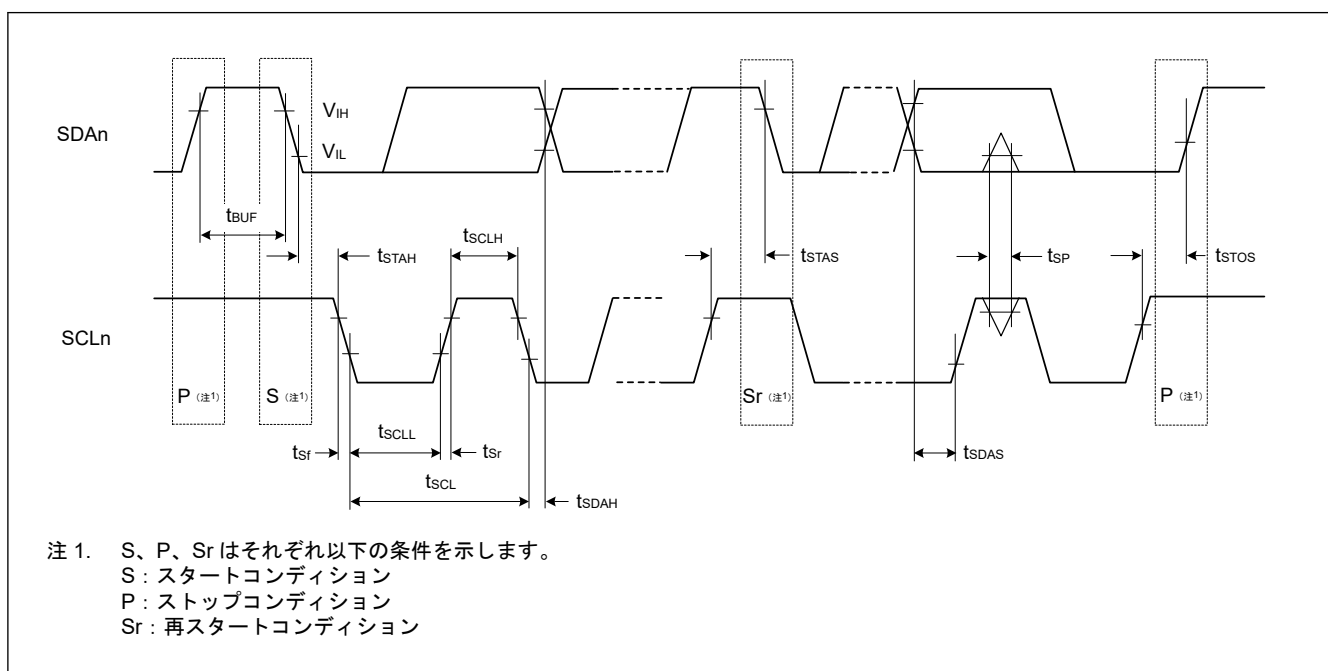 SDAn
VIH
VIL
tBUF
tSTAH
tSCLH
tSTAS
tSP
tSTOS
SCLn
P（注1）
S（注1）
Sr（注1）
P（注1）
tSf
tSCLL
tSr
tSDAS
tSCL
tSDAH
注 1. S、P、Sr はそれぞれ以下の条件を示します。
S：スタートコンディション
P：ストップコンディション
Sr：再スタートコンディション